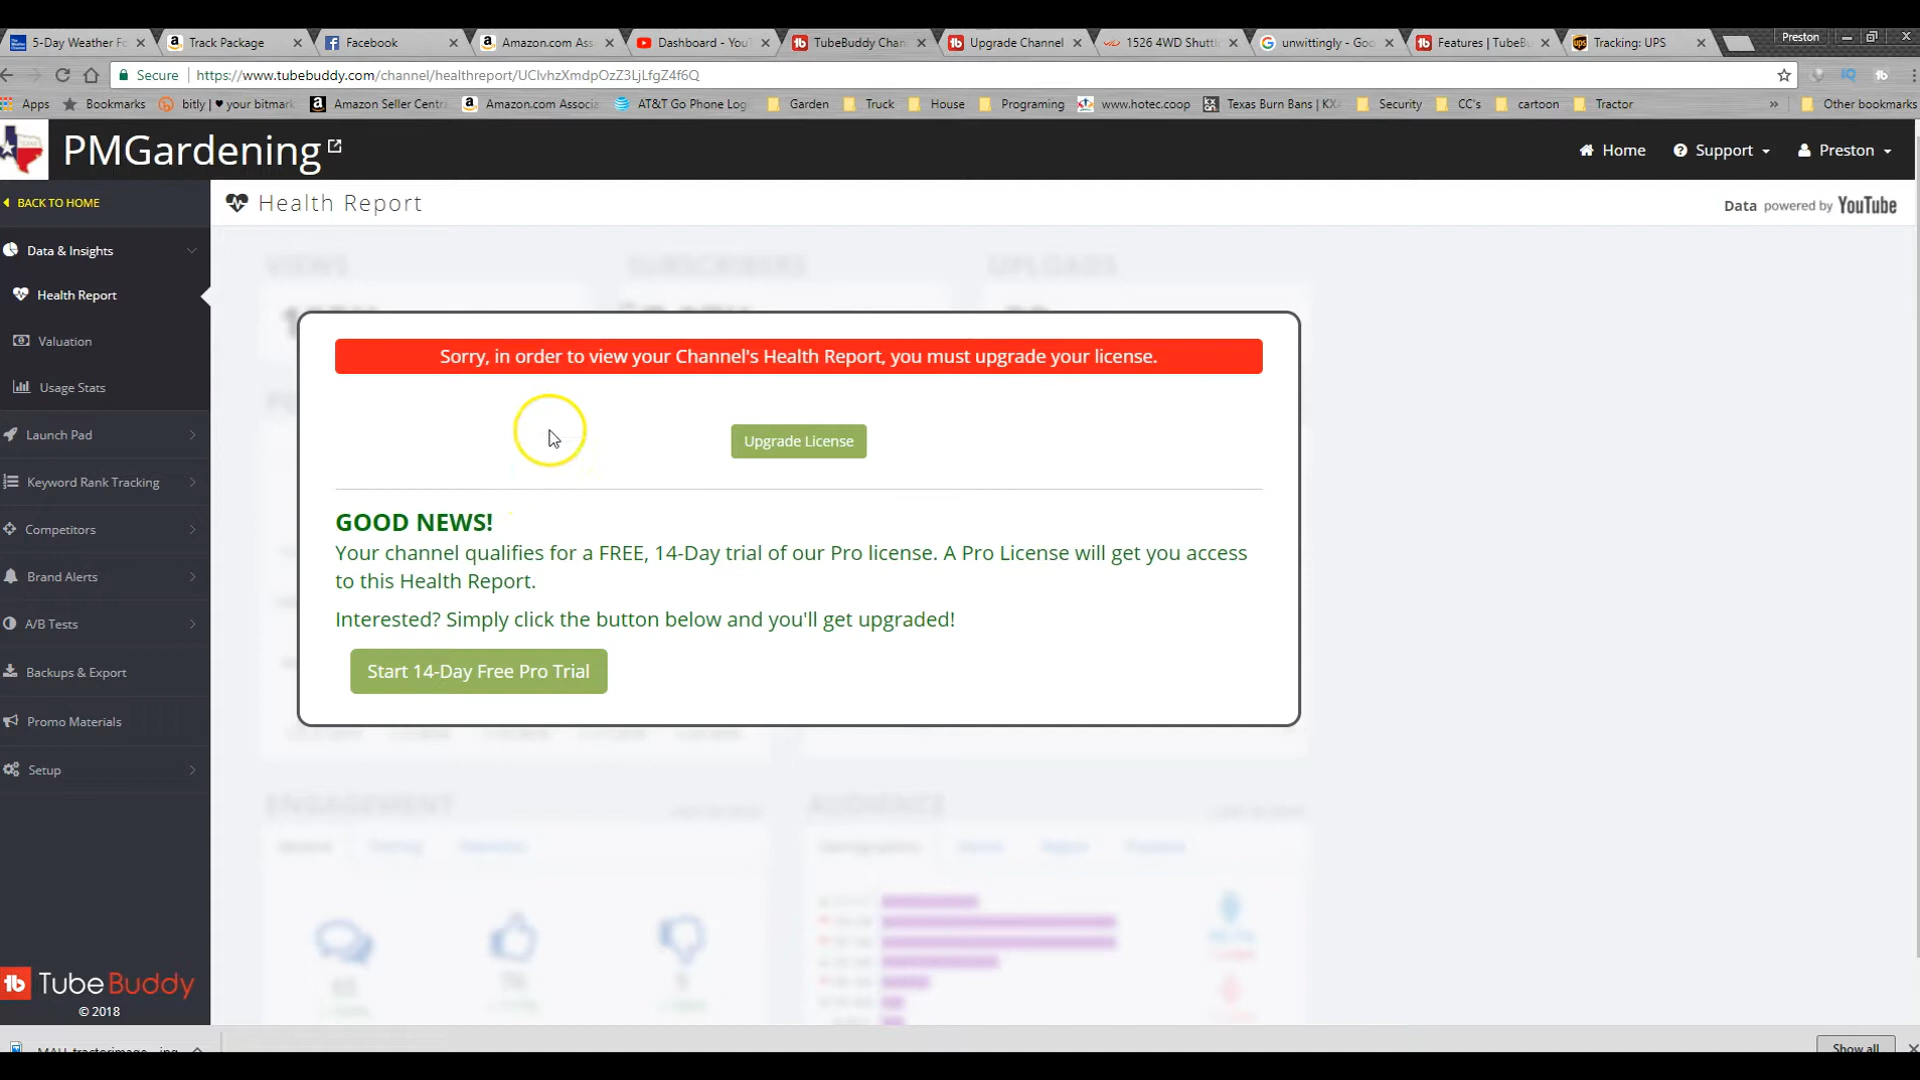 5-Day Weather Fo
Track Package
Facebook
Amazon.com Ass
Dashboard - You
TubeBuddy Chan
Upgrade Channel
1526 4WD Shuttl
unwittingly - Goo
Features | TubeBu
Tracking: UPS
Preston
Secure
https://www.tubebuddy.com/channel/healthreport/UClvhzXmdpOzZ3LjLfgZ4f6Q
Apps
Bookmarks
bitly | ♥ your bitmark
Amazon Seller Centra
Amazon.com Associa
AT&T Go Phone Log
Garden
Truck
House
Programing
www.hotec.coop
Texas Burn Bans | KX
Security
CC's
cartoon
Tractor
»
Other bookmarks
PMGardening
Home
Support
Preston
BACK TO HOME
Health Report
Data powered by YouTube
Data & Insights
Health Report
Valuation
Usage Stats
Launch Pad
Keyword Rank Tracking
Competitors
Brand Alerts
A/B Tests
Backups & Export
Promo Materials
Setup
VIEWS
SUBSCRIBERS
UPLOADS
Sorry, in order to view your Channel's Health Report, you must upgrade your license.
Upgrade License
GOOD NEWS!
Your channel qualifies for a FREE, 14-Day trial of our Pro license. A Pro License will get you access
to this Health Report.
Interested? Simply click the button below and you'll get upgraded!
Start 14-Day Free Pro Trial
ENGAGEMENT
AUDIENCE
TubeBuddy
© 2018
Show all